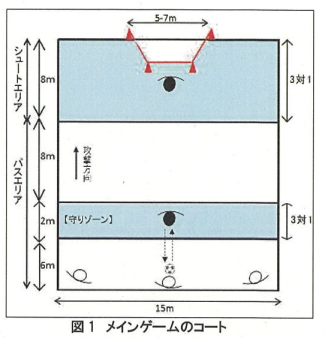 5-7m
シュートエリア
8m
3対1
パスエリア
8m
攻撃方向
2m
【守りゾーン】
3対1
6m
15m
図1 メインゲームのコート